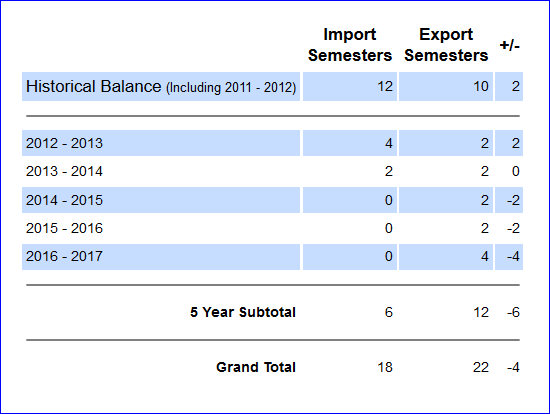 Import Semesters Export Semesters +/-
Historical Balance (Including 2011 - 2012) 12 10 2
2012 - 2013 4 2 2
2013 - 2014 2 2 0
2014 - 2015 0 2 -2
2015 - 2016 0 2 -2
2016 - 2017 0 4 -4
5 Year Subtotal 6 12 -6
Grand Total 18 22 -4